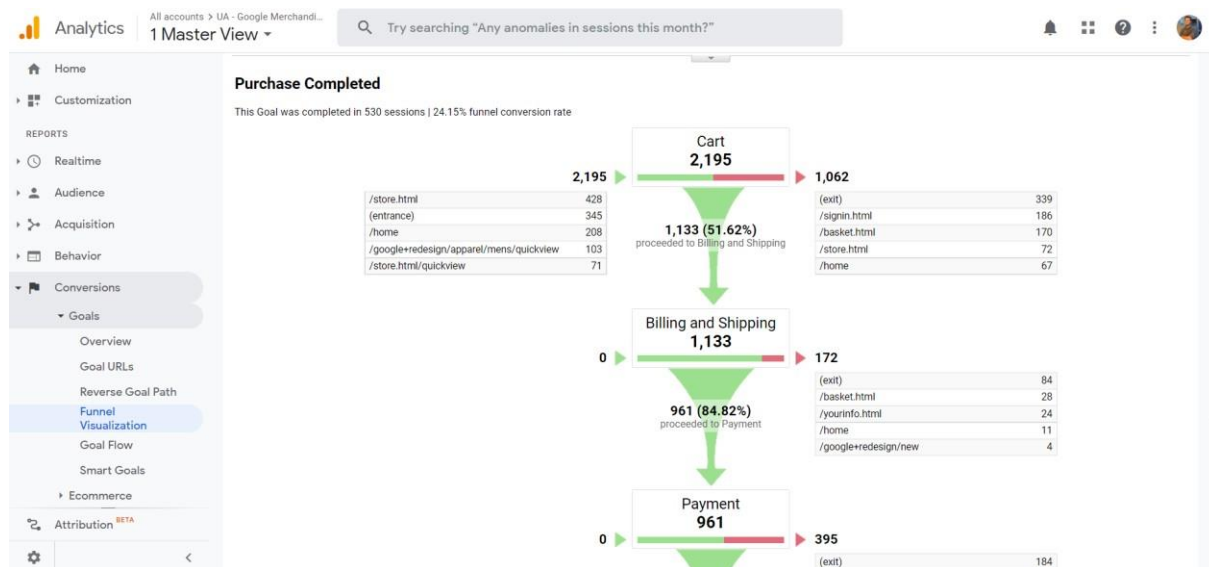 Analytics
All accounts > UA - Google Merchandi...
1 Master View
Try searching "Any anomalies in sessions this month?"
Home
Customization
REPORTS
Realtime
Audience
Acquisition
Behavior
Conversions
Goals
Overview
Goal URLs
Reverse Goal Path
Funnel
Visualization
Goal Flow
Smart Goals
Ecommerce
Attribution BETA
Purchase Completed
This Goal was completed in 530 sessions | 24.15% funnel conversion rate
Cart
2,195
2,195
/store.html 428
(entrance) 345
/home 208
/google+redesign/apparel/mens/quickview 103
/store.html/quickview 71
1,133 (51.62%)
proceeded to Billing and Shipping
1,062
(exit) 339
/signin.html 186
/basket.html 170
/store.html 72
/home 67
Billing and Shipping
1,133
0
961 (84.82%)
proceeded to Payment
172
(exit) 84
/basket.html 28
/yourinfo.html 24
/home 11
/google+redesign/new 4
Payment
961
0
395
(exit) 184